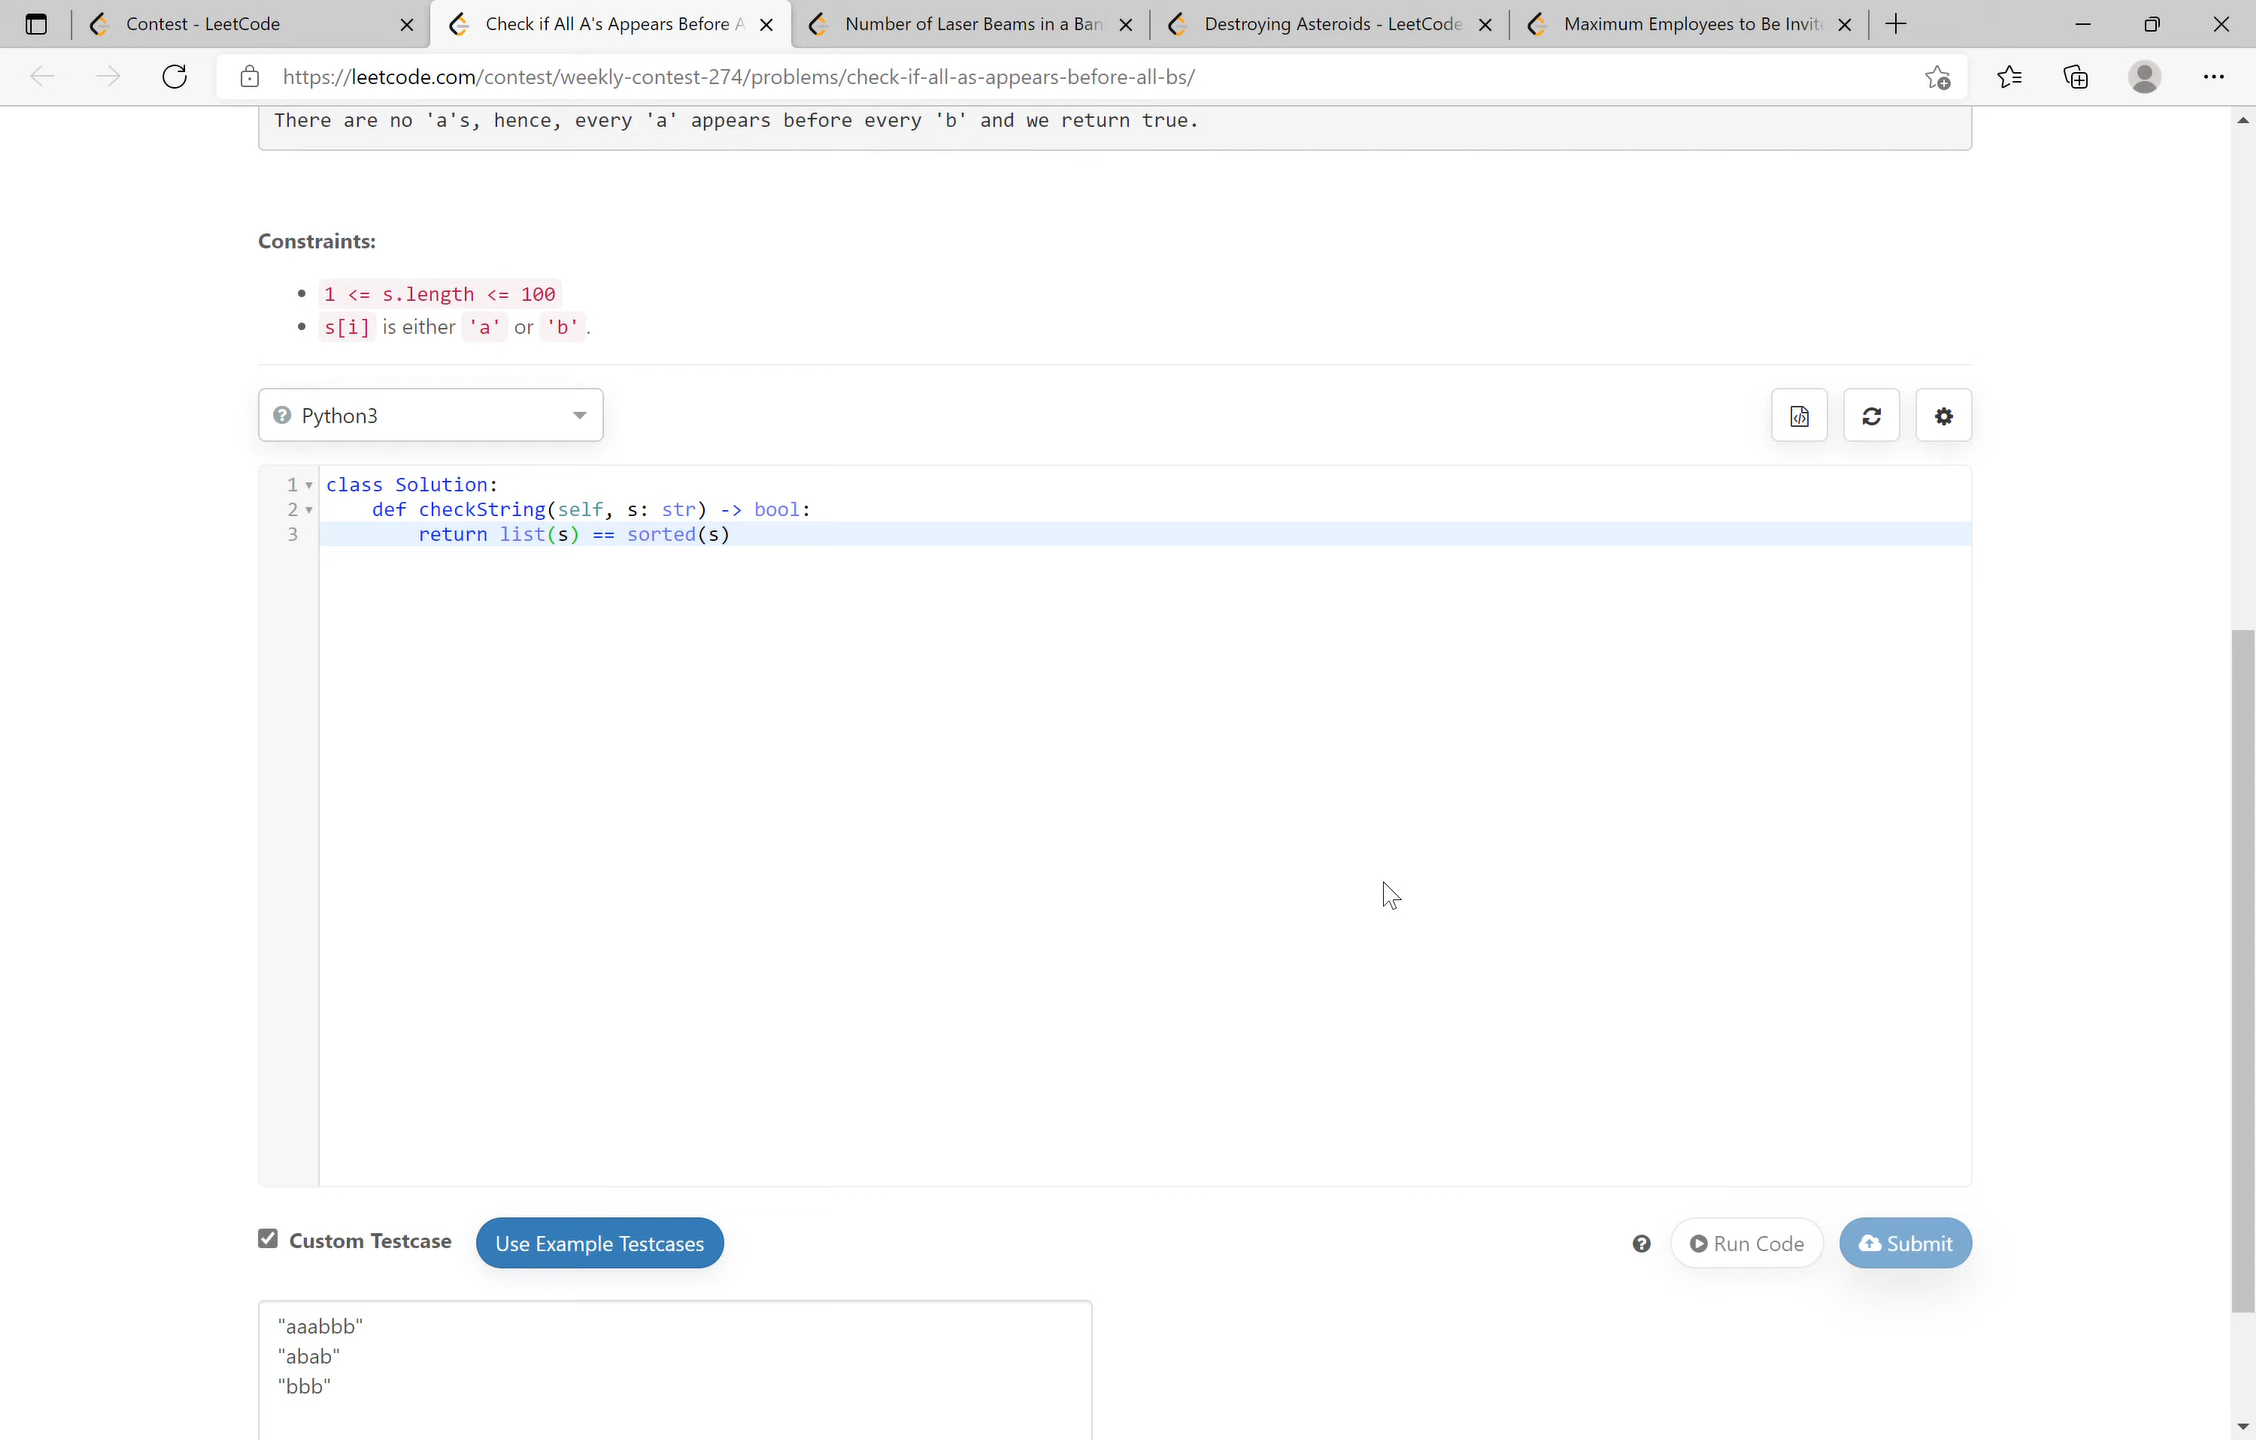 Contest - LeetCode
Check if All A's Appears Before A
Number of Laser Beams in a Ban
Destroying Asteroids - LeetCode
Maximum Employees to Be Invit
https://leetcode.com/contest/weekly-contest-274/problems/check-if-all-as-appears-before-all-bs/
There are no 'a's, hence, every 'a' appears before every 'b' and we return true.
Constraints:
1 <= s.length <= 100
s[i] is either 'a' or 'b'.
Python3
1 class Solution:
2 def checkString(self, s: str) -> bool:
3 return list(s) == sorted(s)
Custom Testcase Use Example Testcases Run Code Submit
"aaabbb"
"abab"
"bbb"